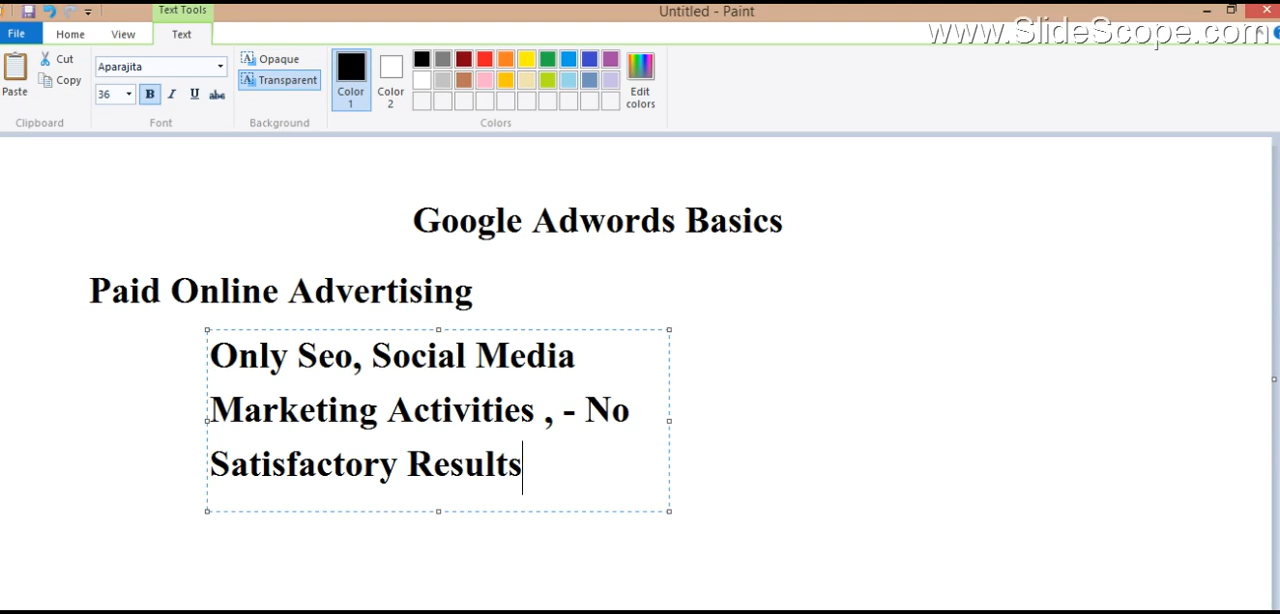 Text Tools
Untitled - Paint
www.SlideScope.com
File Home View Text
Paste
Cut
Copy
Clipboard
Aparajita
36 B I U abc
Font
A Opaque
A Transparent
Background
Color 1
Color 2
Edit colors
Colors
Google Adwords Basics
Paid Online Advertising
Only Seo, Social Media
Marketing Activities , - No
Satisfactory Results